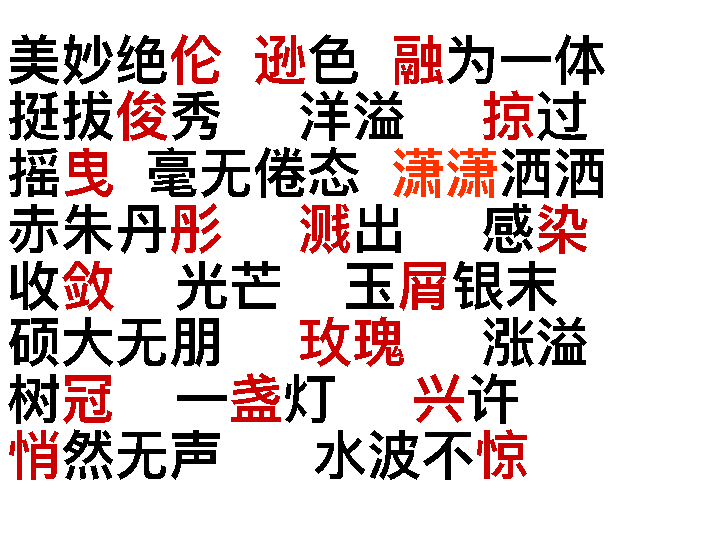 美妙绝伦 逊色 融为一体
挺拔俊秀 洋溢 掠过
摇曳 毫无倦态 潇潇洒洒
赤朱丹彤 溅出 感染
收敛 光芒 玉屑银末
硕大无朋 玫瑰 涨溢
树冠 一盏灯 兴许
悄然无声 水波不惊